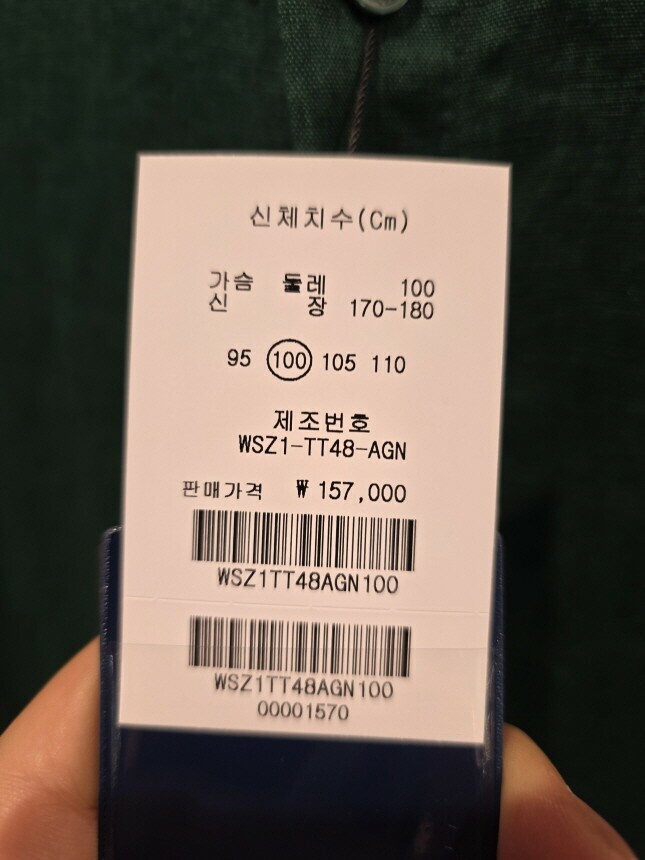 신체치수(Cm)
가슴 둘레 100
신 장 170-180
95 100 105 110
제조번호
WSZ1-TT48-AGN
판매가격 ₩ 157,000
WSZ1TT48AGN100
WSZ1TT48AGN100
00001570